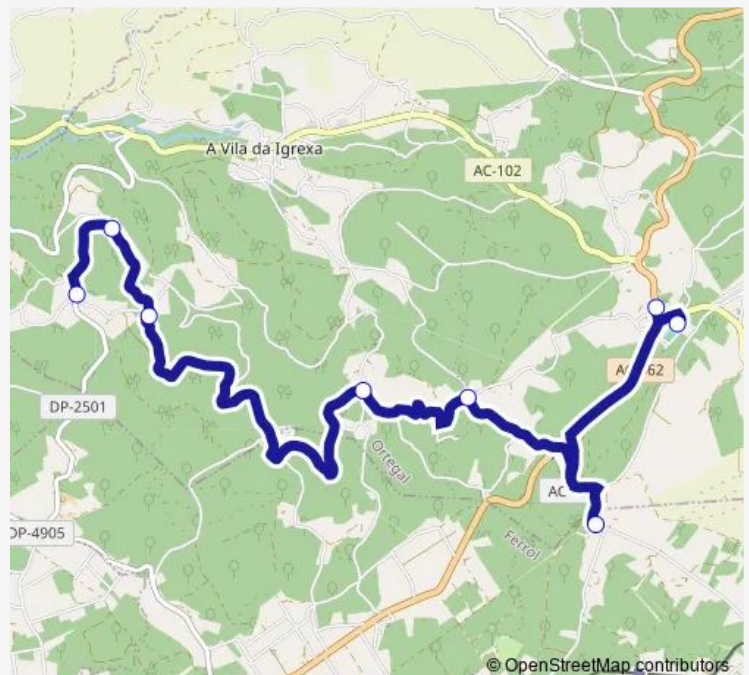 A Vila da Igrexa
AC-102
DP-2501
Ortegal
AC
DP-4905
Ferrol
© OpenStreetMap contributors